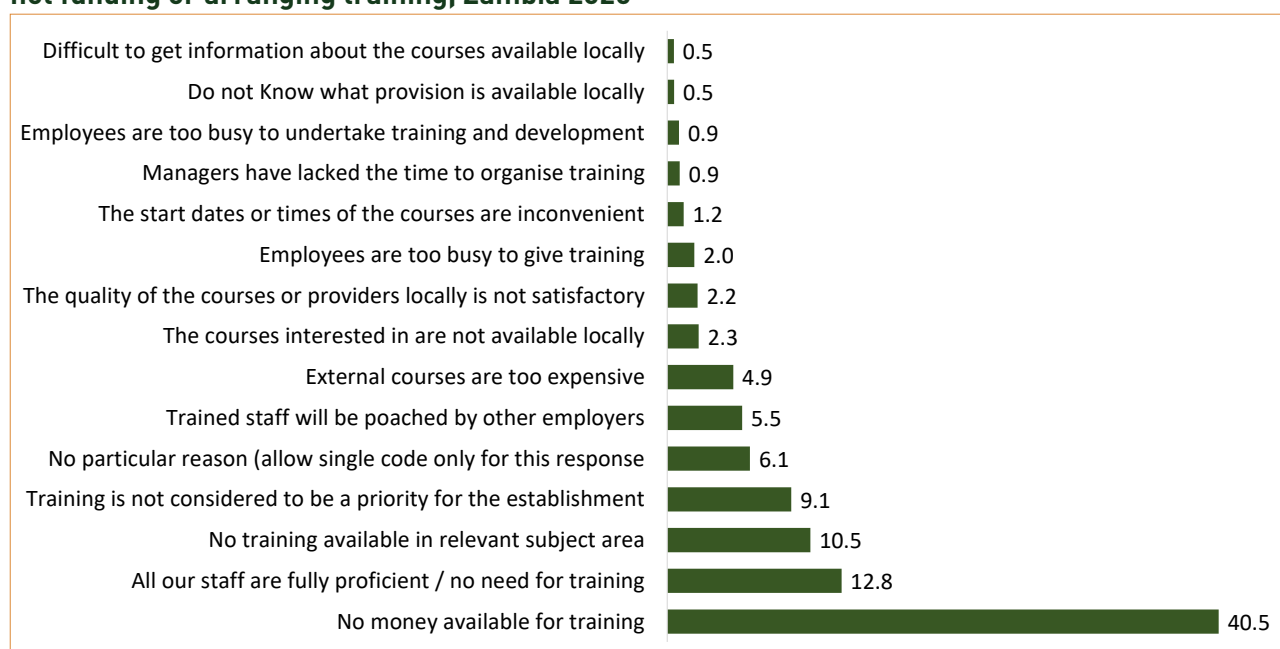 not funding or arranging training, Zambia 2020
Difficult to get information about the courses available locally 0.5
Do not Know what provision is available locally 0.5
Employees are too busy to undertake training and development 0.9
Managers have lacked the time to organise training 0.9
The start dates or times of the courses are inconvenient 1.2
Employees are too busy to give training 2.0
The quality of the courses or providers locally is not satisfactory 2.2
The courses interested in are not available locally 2.3
External courses are too expensive 4.9
Trained staff will be poached by other employers 5.5
No particular reason (allow single code only for this response 6.1
Training is not considered to be a priority for the establishment 9.1
No training available in relevant subject area 10.5
All our staff are fully proficient / no need for training 12.8
No money available for training 40.5